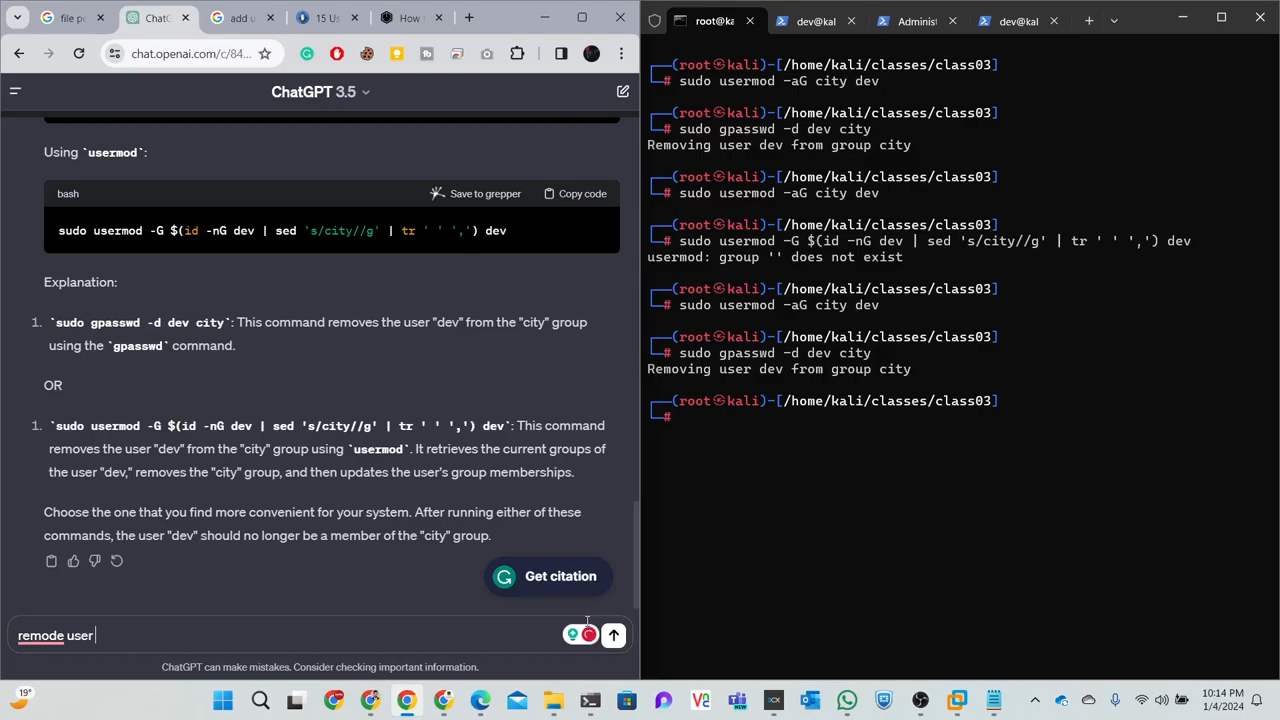 file pe
ChatG
add u
15 Us
How t
chat.openai.com/c/84...
ChatGPT 3.5
Using `usermod`:
bash
Save to grepper
Copy code
sudo usermod -G $(id -nG dev | sed 's/city//g' | tr ' ' ',') dev
Explanation:
1. `sudo gpasswd -d dev city`: This command removes the user "dev" from the "city" group
using the `gpasswd` command.
OR
1. `sudo usermod -G $(id -nG dev | sed 's/city//g' | tr ' ' ',') dev`: This command
removes the user "dev" from the "city" group using `usermod`. It retrieves the current groups of
the user "dev," removes the "city" group, and then updates the user's group memberships.
Choose the one that you find more convenient for your system. After running either of these
commands, the user "dev" should no longer be a member of the "city" group.
Get citation
remode user
ChatGPT can make mistakes. Consider checking important information.
root@ka
dev@kal
Administ
dev@kal
(root㉿kali)-[/home/kali/classes/class03]
# sudo usermod -aG city dev
(root㉿kali)-[/home/kali/classes/class03]
# sudo gpasswd -d dev city
Removing user dev from group city
(root㉿kali)-[/home/kali/classes/class03]
# sudo usermod -aG city dev
(root㉿kali)-[/home/kali/classes/class03]
# sudo usermod -G $(id -nG dev | sed 's/city//g' | tr ' ' ',') dev
usermod: group '' does not exist
(root㉿kali)-[/home/kali/classes/class03]
# sudo usermod -aG city dev
(root㉿kali)-[/home/kali/classes/class03]
# sudo gpasswd -d dev city
Removing user dev from group city
(root㉿kali)-[/home/kali/classes/class03]
#
19°
10:14 PM
1/4/2024